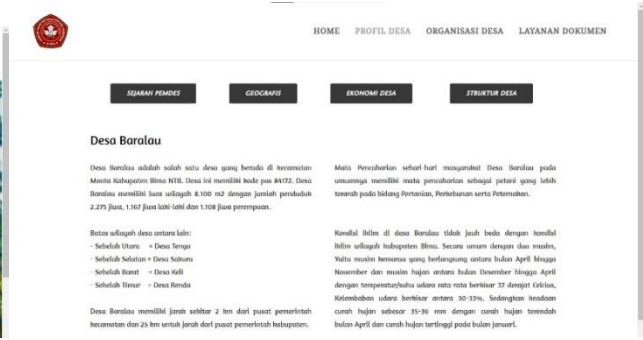 HOME PROFIL DESA ORGANISASI DESA LAYANAN DOKUMEN
SEJARAH PEMDES GEOGRAFIS EKONOMI DESA STRUKTUR DESA
Desa Baralau
Desa Baralau adalah salah satu desa yang berada di kecamatan
Monta Kabupaten Bima NTB. Desa ini memiliki kode pos 84172. Desa
Baralau memiliki luas wilayah 8.100 m2 dengan jumlah penduduk
2.275 jiwa, 1.167 jiwa laki-laki dan 1.108 jiwa perempuan.
Batas wilayah desa antara lain:
- Sebelah Utara = Desa Tenga
- Sebelah Selatan = Desa Sakuru
- Sebelah Barat = Desa Keli
- Sebelah Timur = Desa Renda
Desa Baralau memiliki jarak sekitar 2 km dari pusat pemerintah
kecamatan dan 25 km untuk jarak dari pusat pemerintah kabupaten.
Mata Pencaharian sehari-hari masyarakat Desa Baralau pada
umumnya memiliki mata pencaharian sebagai petani yang lebih
terarah pada bidang Pertanian, Perkebunan serta Peternakan.
Kondisi iklim di desa Baralau tidak jauh beda dengan kondisi
iklim wilayah kabupaten Bima. Secara umum dengan dua musim,
Yaitu musim kemarau yang berlangsung antara bulan April hingga
November dan musim hujan antara bulan Desember hingga April
dengan temperatur/suhu udara rata-rata berkisar 37 derajat Celcius,
Kelembaban udara berkisar antara 30-33%. Sedangkan keadaan
curah hujan sebesar 35-36 mm dengan curah hujan terendah
bulan April dan curah hujan tertinggi pada bulan Januari.